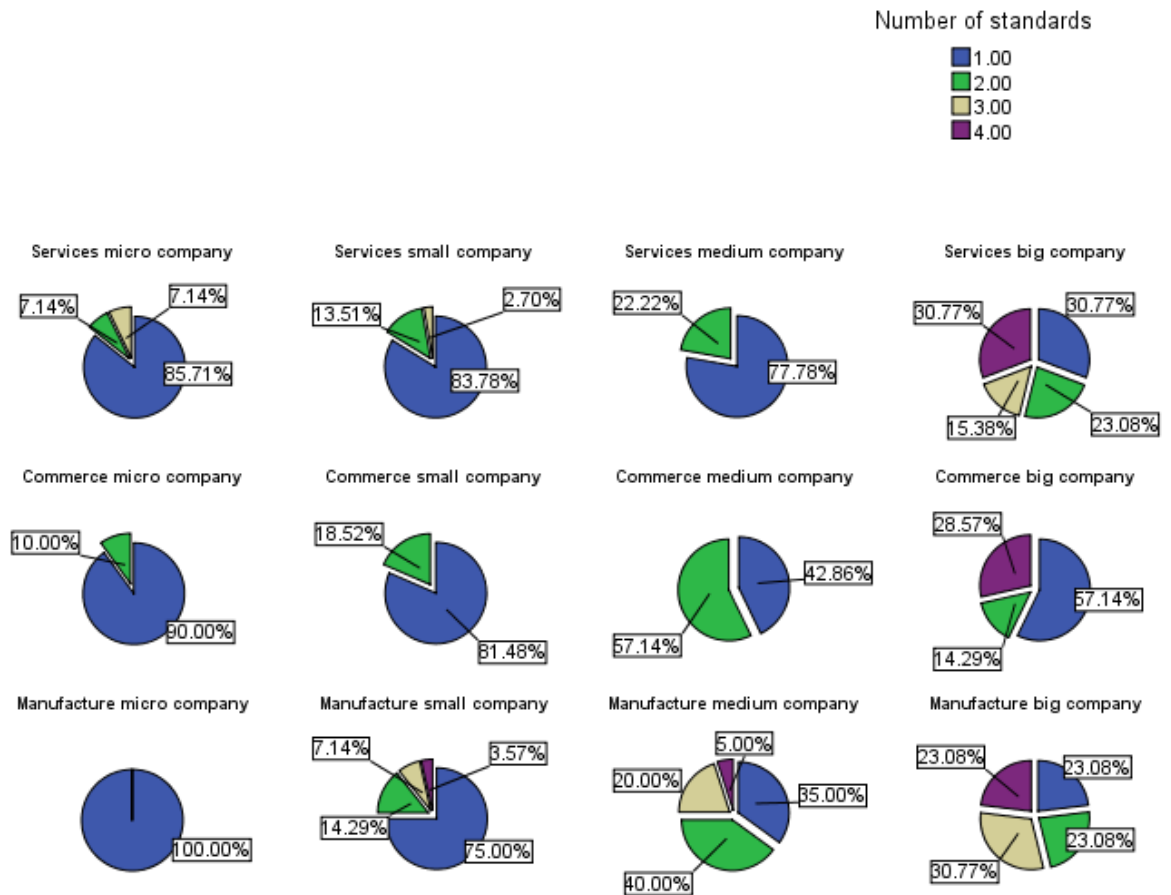 Number of standards
1.00
2.00
3.00
4.00
Services micro company
7.14%
7.14%
85.71%
Services small company
13.51%
2.70%
83.78%
Services medium company
22.22%
77.78%
Services big company
30.77%
30.77%
15.38%
23.08%
Commerce micro company
10.00%
90.00%
Commerce small company
18.52%
81.48%
Commerce medium company
42.86%
57.14%
Commerce big company
28.57%
57.14%
14.29%
Manufacture micro company
100.00%
Manufacture small company
7.14%
3.57%
14.29%
75.00%
Manufacture medium company
5.00%
20.00%
35.00%
40.00%
Manufacture big company
23.08%
23.08%
30.77%
23.08%